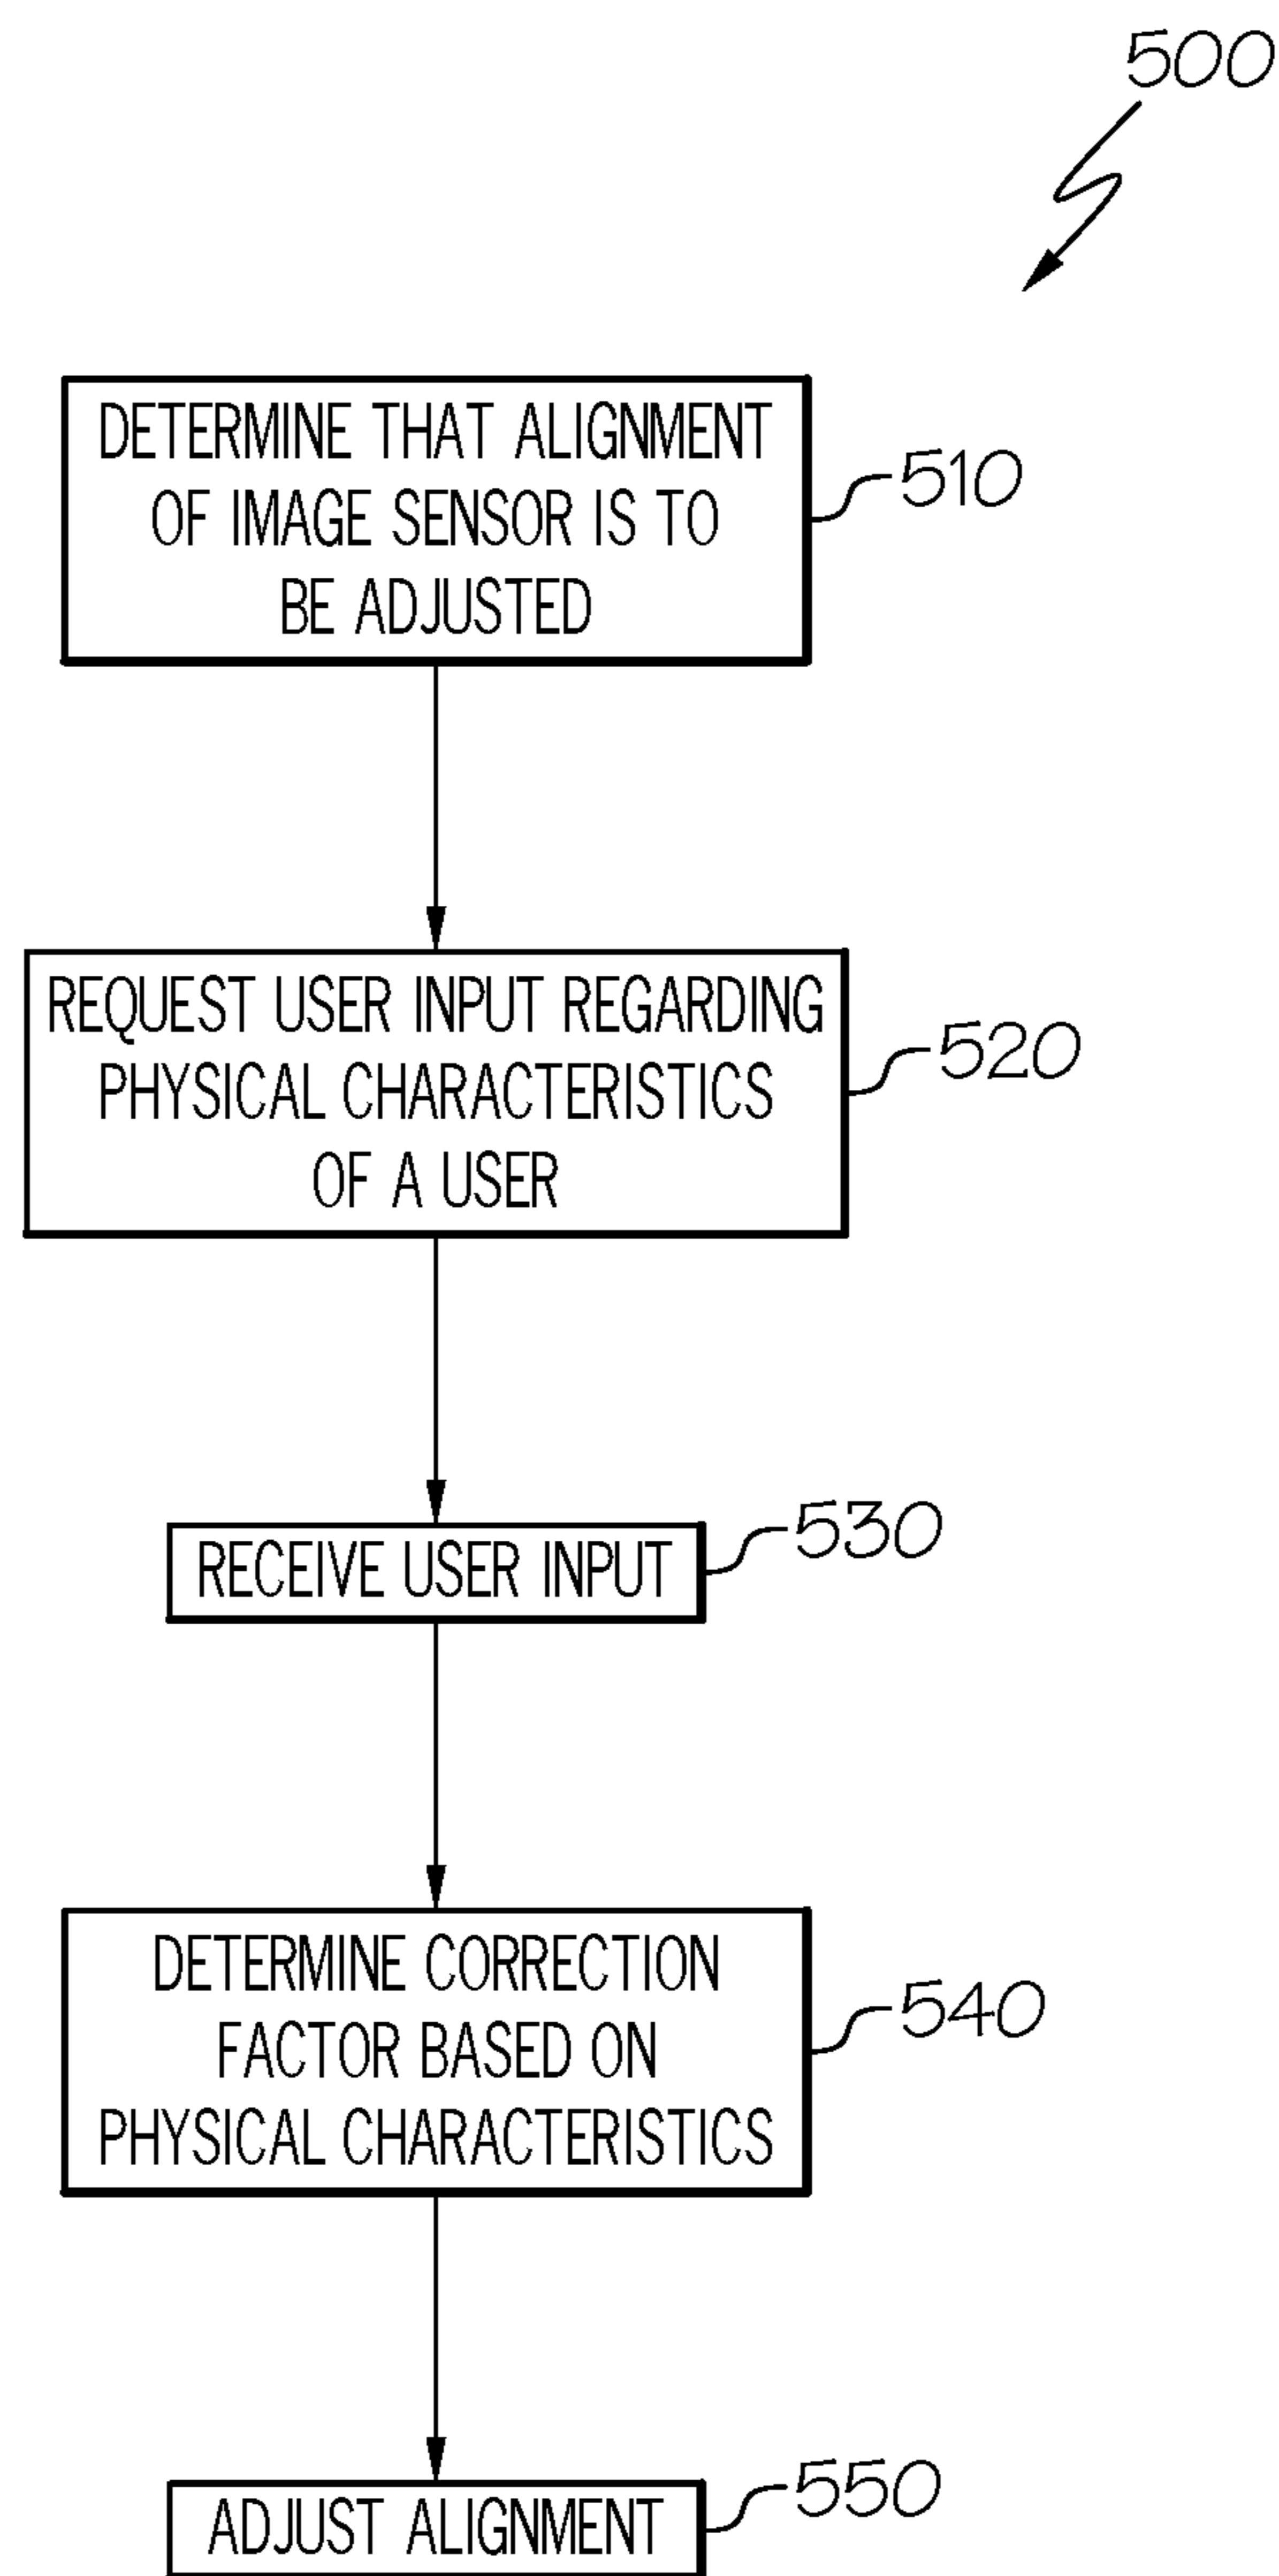 500
DETERMINE THAT ALIGNMENT
OF IMAGE SENSOR IS TO
BE ADJUSTED
510
REQUEST USER INPUT REGARDING
PHYSICAL CHARACTERISTICS
OF A USER
520
RECEIVE USER INPUT
530
DETERMINE CORRECTION
FACTOR BASED ON
PHYSICAL CHARACTERISTICS
540
ADJUST ALIGNMENT
550